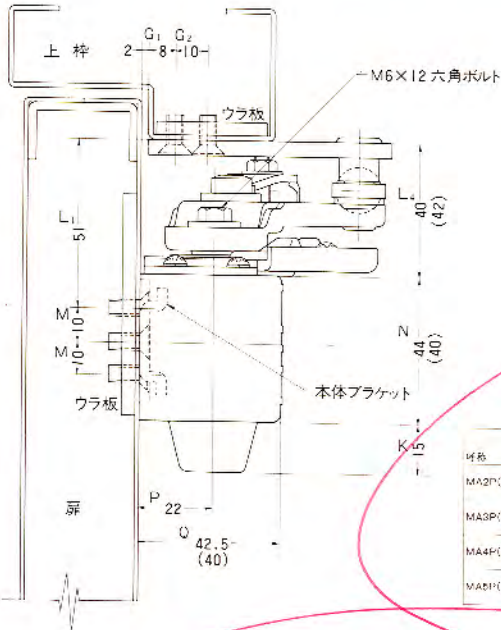 G₁ G₂
上枠
2 8 10
M6×12 六角ボルト
ウラ板
L₁
51
L₂
40
(42)
M
10
M
10
N
44
(40)
ウラ板
本体ブラケット
K
15
P
22
扉
Q
42.5
(40)
呼称
MA2P(
MA3P(
MA4P(
MA5P(